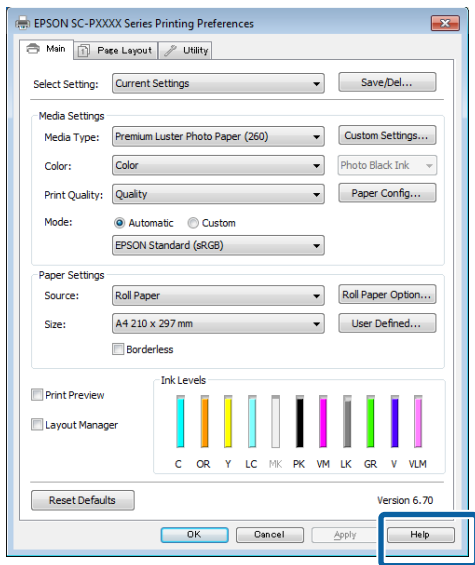 EPSON SC-PXXXX Series Printing Preferences
Main Page Layout Utility
Select Setting: Current Settings Save/Del...
Media Settings
Media Type: Premium Luster Photo Paper (260) Custom Settings...
Color: Color Photo Black Ink
Print Quality: Quality Paper Config...
Mode: Automatic Custom
EPSON Standard (sRGB)
Paper Settings
Source: Roll Paper Roll Paper Option...
Size: A4 210 x 297 mm User Defined...
Borderless
Ink Levels
Print Preview
Layout Manager
C OR Y LC MK PK VM LK GR V VLM
Reset Defaults Version 6.70
OK Cancel Apply Help